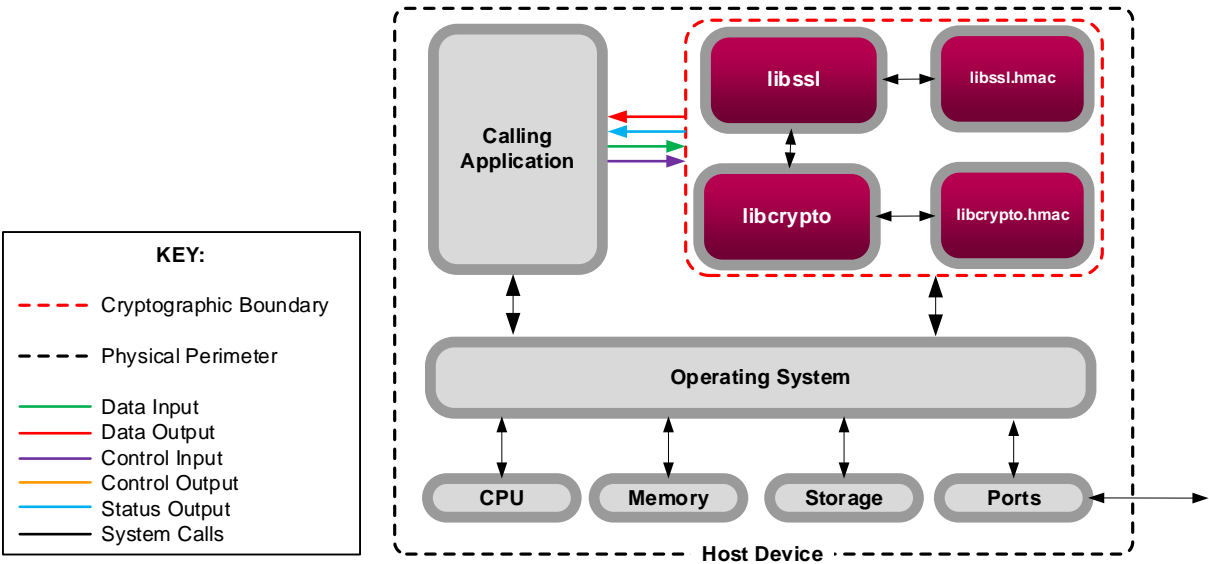 Calling
Application
libssl
libssl.hmac
libcrypto
libcrypto.hmac
KEY:
Cryptographic Boundary
Physical Perimeter
Data Input
Data Output
Control Input
Control Output
Status Output
System Calls
Operating System
CPU
Memory
Storage
Ports
Host Device